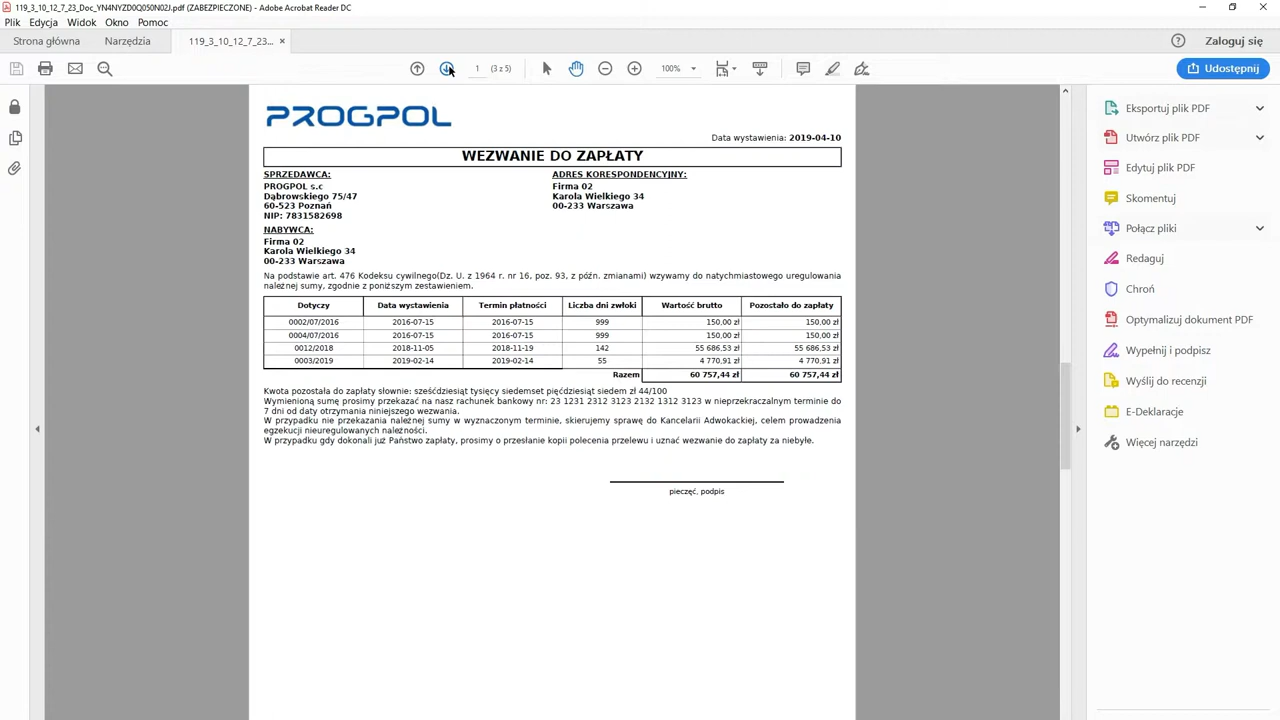 119_3_10_12_7_23_Doc_YN4NYZD0Q050N02J.pdf (ZABEZPIECZONE) - Adobe Acrobat Reader DC
Plik Edycja Widok Okno Pomoc
Strona główna Narzędzia 119_3_10_12_7_23... × Zaloguj się
1 (3 z 5) 100% Udostępnij
PROGPOL
Data wystawienia: 2019-04-10
WEZWANIE DO ZAPŁATY
SPRZEDAWCA:
PROGPOL s.c
Dąbrowskiego 75/47
60-523 Poznań
NIP: 7831582698
ADRES KORESPONDENCYJNY:
Firma 02
Karola Wielkiego 34
00-233 Warszawa
NABYWCA:
Firma 02
Karola Wielkiego 34
00-233 Warszawa
Na podstawie art. 476 Kodeksu cywilnego(Dz. U. z 1964 r. nr 16, poz. 93, z późn. zmianami) wzywamy do natychmiastowego uregulowania
należnej sumy, zgodnie z poniższym zestawieniem.
Dotyczy Data wystawienia Termin płatności Liczba dni zwłoki Wartość brutto Pozostało do zapłaty
0002/07/2016 2016-07-15 2016-07-15 999 150,00 zł 150,00 zł
0004/07/2016 2016-07-15 2016-07-15 999 150,00 zł 150,00 zł
0012/2018 2018-11-05 2018-11-19 142 55 686,53 zł 55 686,53 zł
0003/2019 2019-02-14 2019-02-14 55 4 770,91 zł 4 770,91 zł
Razem 60 757,44 zł 60 757,44 zł
Kwota pozostała do zapłaty słownie: sześćdziesiąt tysięcy siedemset pięćdziesiąt siedem zł 44/100
Wymienioną sumę prosimy przekazać na nasz rachunek bankowy nr: 23 1231 2312 3123 2132 1312 3123 w nieprzekraczalnym terminie do
7 dni od daty otrzymania niniejszego wezwania.
W przypadku nie przekazania należnej sumy w wyznaczonym terminie, skierujemy sprawę do Kancelarii Adwokackiej, celem prowadzenia
egzekucji nieuregulowanych należności.
W przypadku gdy dokonali już Państwo zapłaty, prosimy o przesłanie kopii polecenia przelewu i uznać wezwanie do zapłaty za niebyłe.
pieczęć, podpis
Eksportuj plik PDF
Utwórz plik PDF
Edytuj plik PDF
Skomentuj
Połącz pliki
Redaguj
Chroń
Optymalizuj dokument PDF
Wypełnij i podpisz
Wyślij do recenzji
E-Deklaracje
Więcej narzędzi